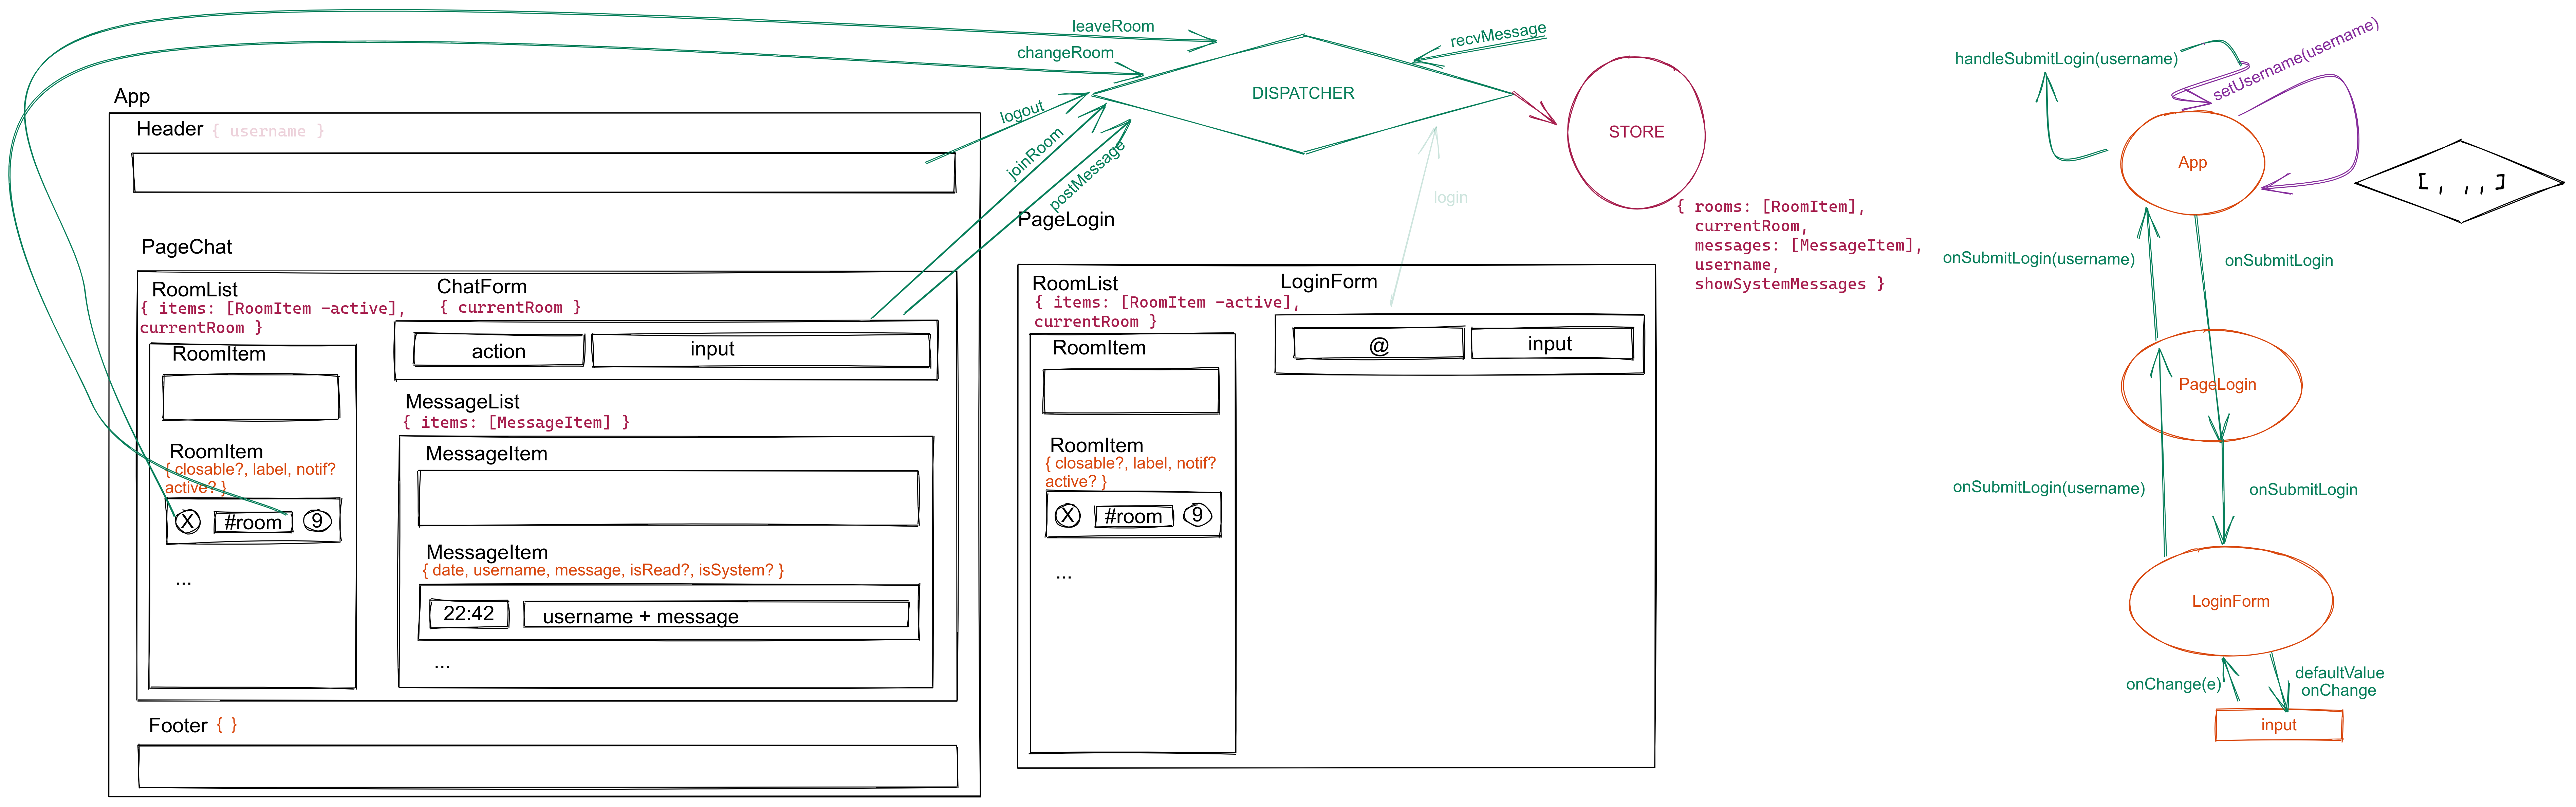 leaveRoom
changeRoom
recvMessage
DISPATCHER
STORE
logout
joinRoom
postMessage
login
App
Header { username }
PageChat
RoomList
{ items: [RoomItem -active],
currentRoom }
RoomItem
RoomItem
{ closable?, label, notif?
active? }
X
#room
9
...
ChatForm
{ currentRoom }
action
input
MessageList
{ items: [MessageItem] }
MessageItem
MessageItem
{ date, username, message, isRead?, isSystem? }
22:42
username + message
...
Footer { }
PageLogin
RoomList
{ items: [RoomItem -active],
currentRoom }
RoomItem
RoomItem
{ closable?, label, notif?
active? }
X
#room
9
...
LoginForm
@
input
{ rooms: [RoomItem],
currentRoom,
messages: [MessageItem],
username,
showSystemMessages }
handleSubmitLogin(username)
setUsername(username)
App
[ , , , ]
onSubmitLogin(username)
onSubmitLogin
PageLogin
onSubmitLogin(username)
onSubmitLogin
LoginForm
onChange(e)
defaultValue
onChange
input